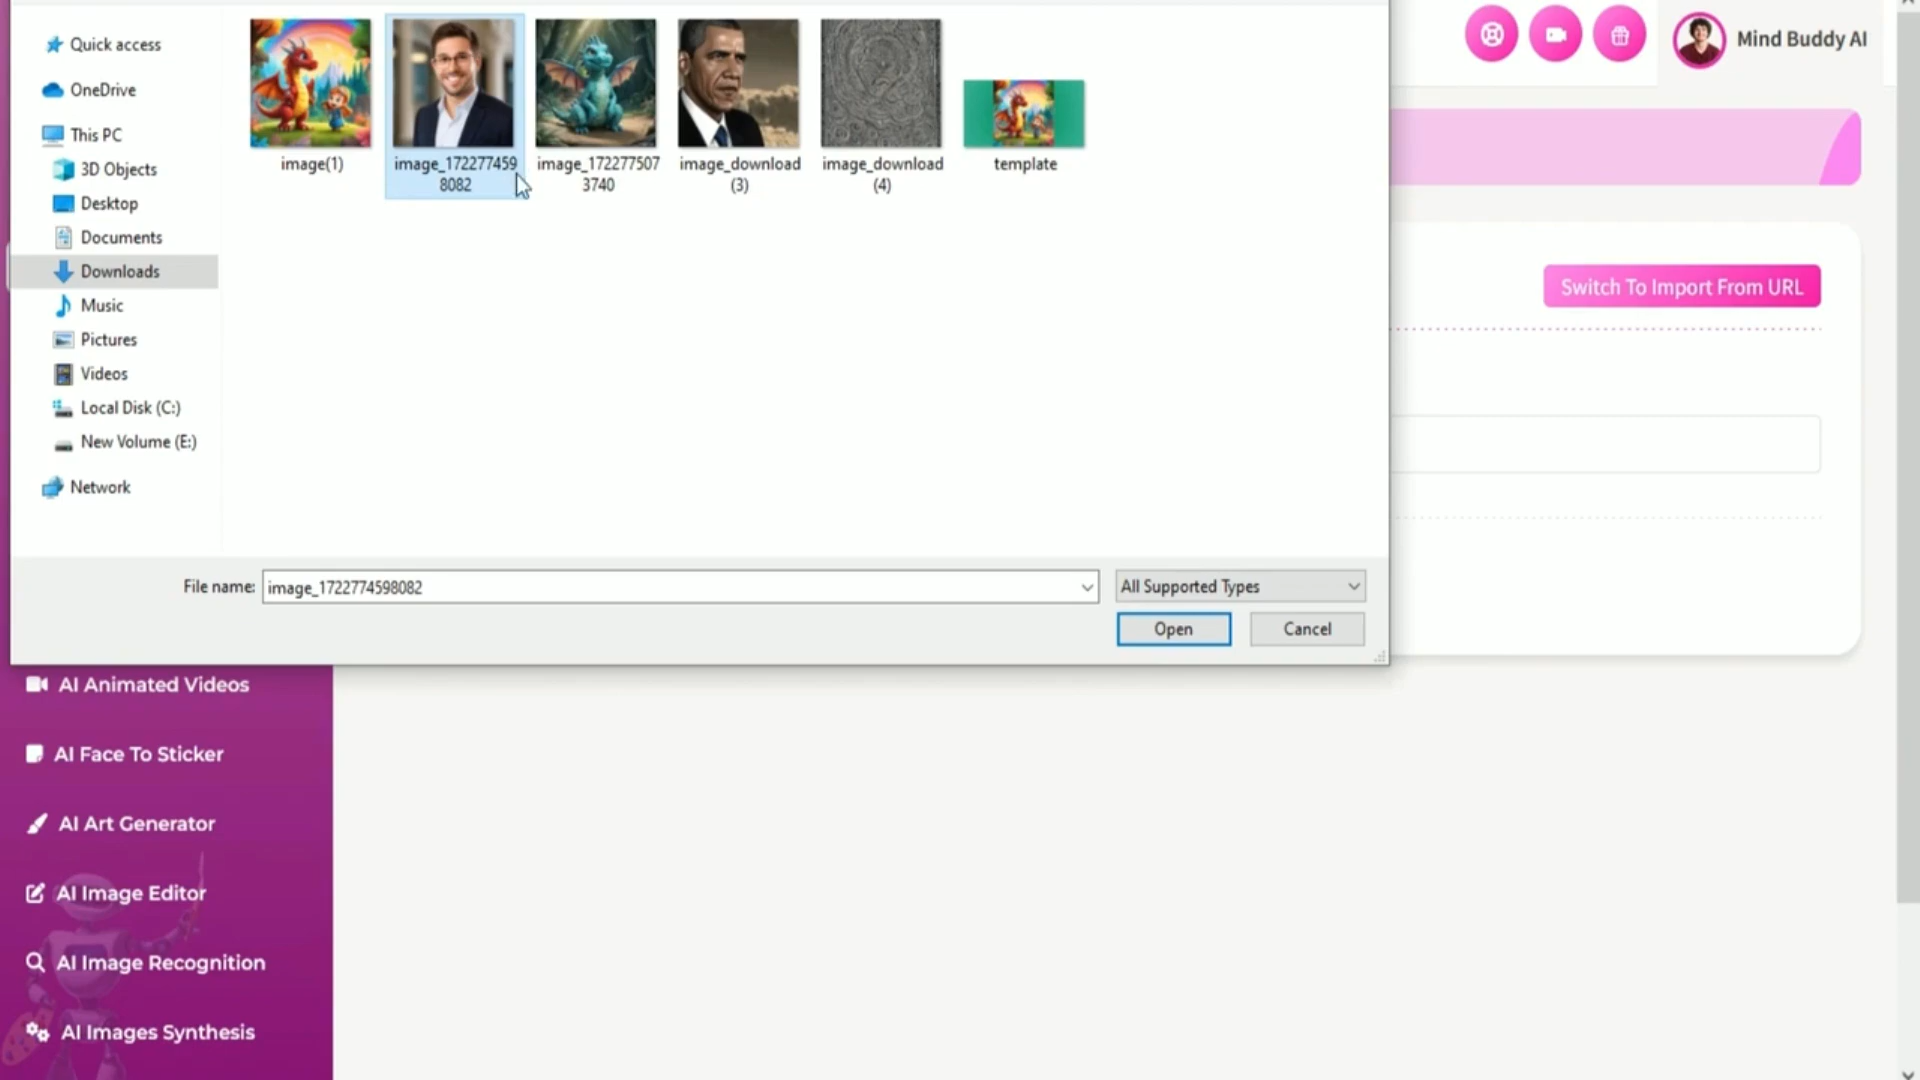 Quick access
OneDrive
This PC
3D Objects
Desktop
Documents
Downloads
Music
Pictures
Videos
Local Disk (C:)
New Volume (E:)
Network
image(1)
image_172277459
8082
image_172277507
3740
image_download
(3)
image_download
(4)
template
File name:
image_1722774598082
All Supported Types
Open
Cancel
Mind Buddy AI
Switch To Import From URL
AI Animated Videos
AI Face To Sticker
AI Art Generator
AI Image Editor
AI Image Recognition
AI Images Synthesis